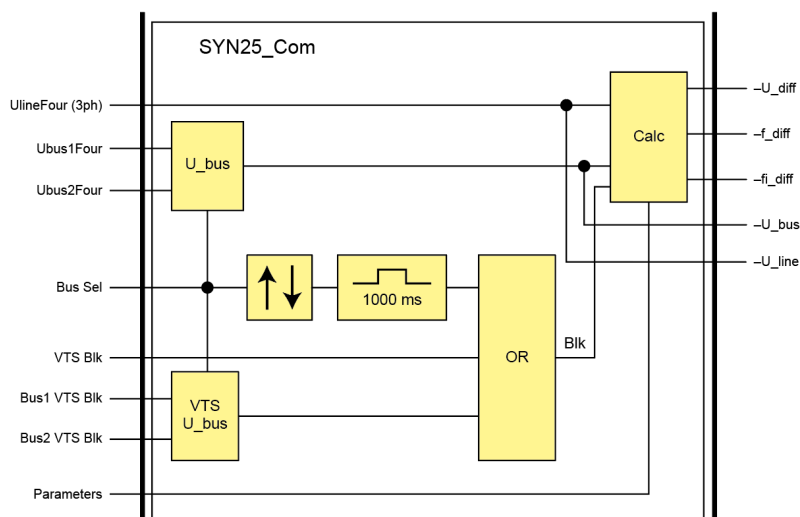 SYN25_Com
UlineFour (3ph)
Ubus1Four
Ubus2Four
U_bus
Calc
–U_diff
–f_diff
–fi_diff
–U_bus
–U_line
Bus Sel
1000 ms
VTS Blk
OR
Blk
Bus1 VTS Blk
Bus2 VTS Blk
VTS
U_bus
Parameters